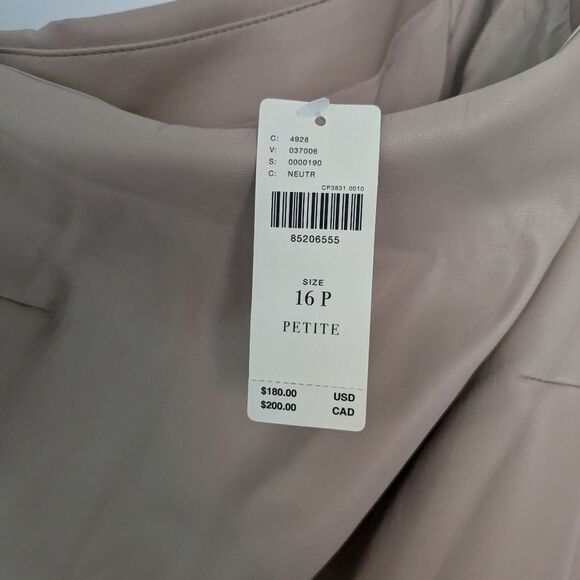 C: 4928
V: 037006
S: 0000190
C: NEUTR
CP3831 0010
85206555
SIZE
16 P
PETITE
$180.00 USD
$200.00 CAD